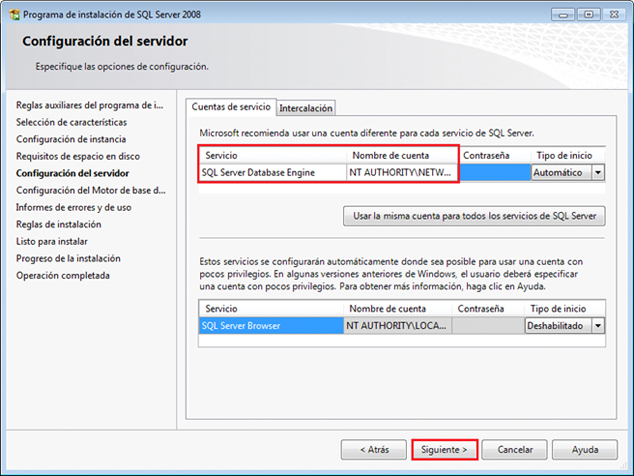 Programa de instalación de SQL Server 2008
Configuración del servidor
Especifique las opciones de configuración.
Reglas auxiliares del programa de i...
Selección de características
Configuración de instancia
Requisitos de espacio en disco
Configuración del servidor
Configuración del Motor de base d...
Informes de errores y de uso
Reglas de instalación
Listo para instalar
Progreso de la instalación
Operación completada
Cuentas de servicio Intercalación
Microsoft recomienda usar una cuenta diferente para cada servicio de SQL Server.
Servicio Nombre de cuenta Contraseña Tipo de inicio
SQL Server Database Engine NT AUTHORITY\NETW... Automático
Usar la misma cuenta para todos los servicios de SQL Server
Estos servicios se configurarán automáticamente donde sea posible para usar una cuenta con
pocos privilegios. En algunas versiones anteriores de Windows, el usuario deberá especificar
una cuenta con pocos privilegios. Para obtener más información, haga clic en Ayuda.
Servicio Nombre de cuenta Contraseña Tipo de inicio
SQL Server Browser NT AUTHORITY\LOCA... Deshabilitado
< Atrás Siguiente > Cancelar Ayuda